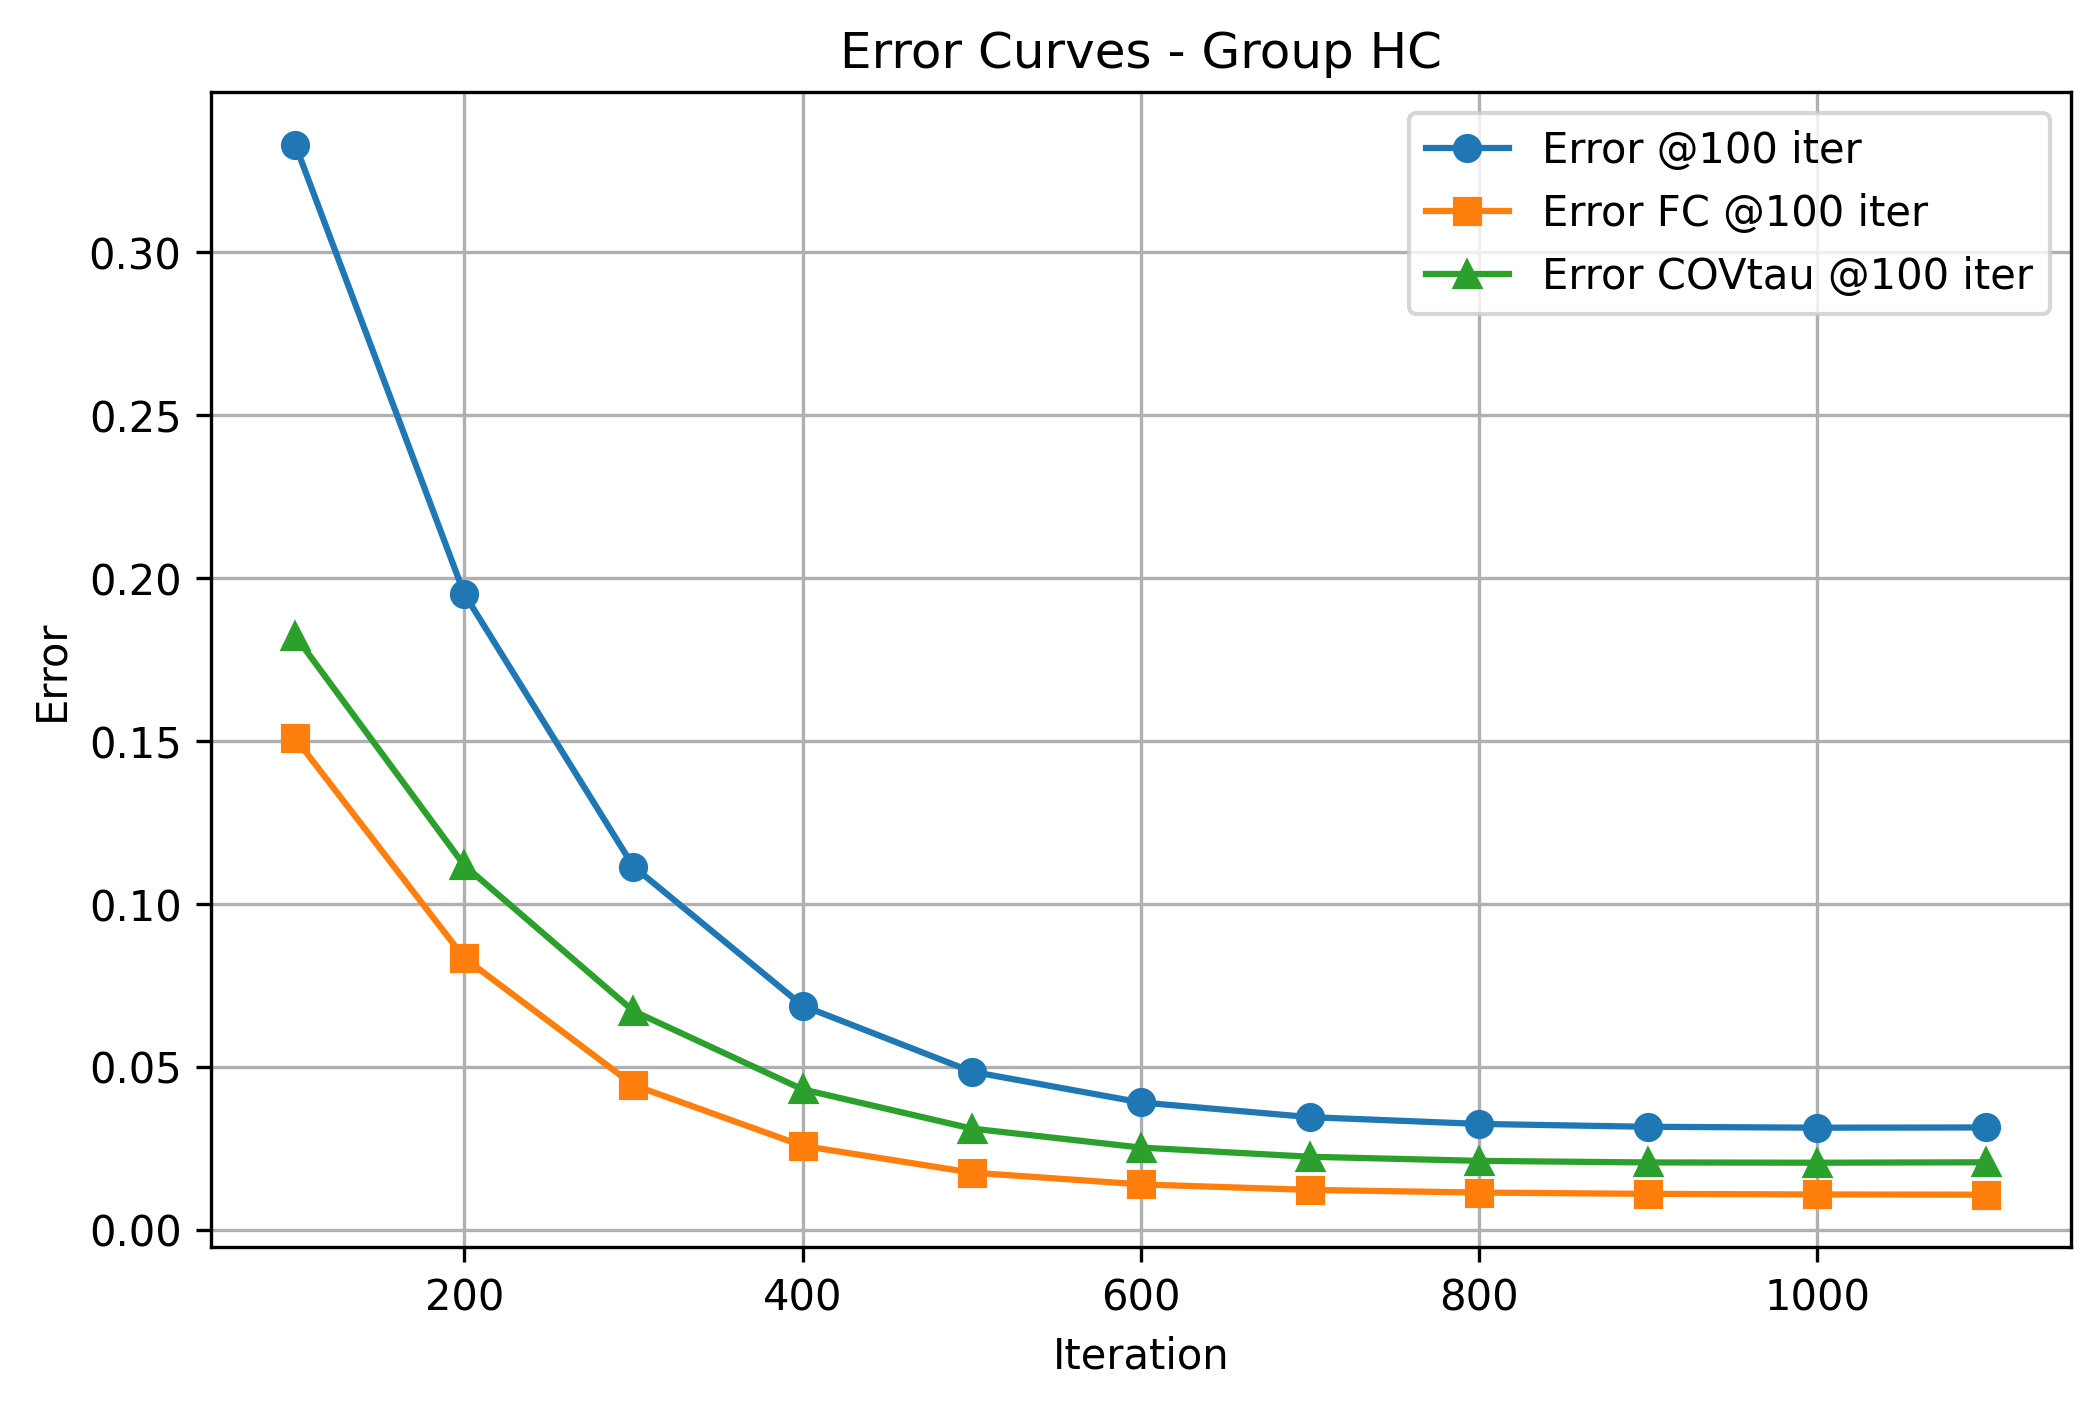 Error Curves - Group HC
Error @100 iter
Error FC @100 iter
Error COVtau @100 iter
0.30
0.25
0.20
0.15
0.10
0.05
0.00
Error
200 400 600 800 1000
Iteration